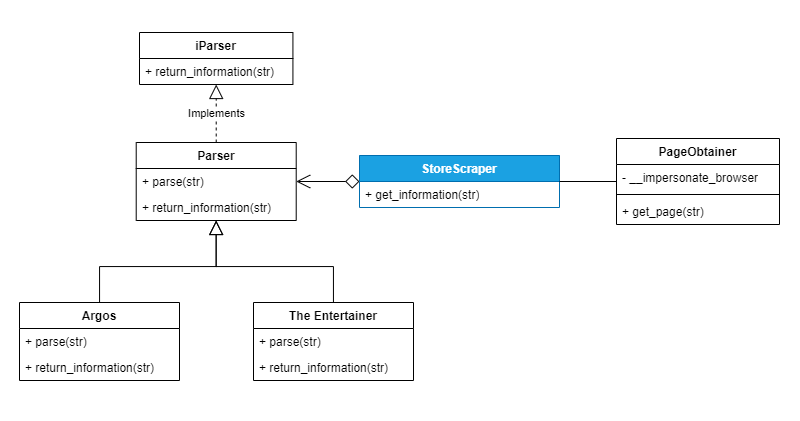 iParser
+ return_information(str)
Implements
Parser
+ parse(str)
+ return_information(str)
StoreScraper
+ get_information(str)
PageObtainer
- __impersonate_browser
+ get_page(str)
Argos
+ parse(str)
+ return_information(str)
The Entertainer
+ parse(str)
+ return_information(str)